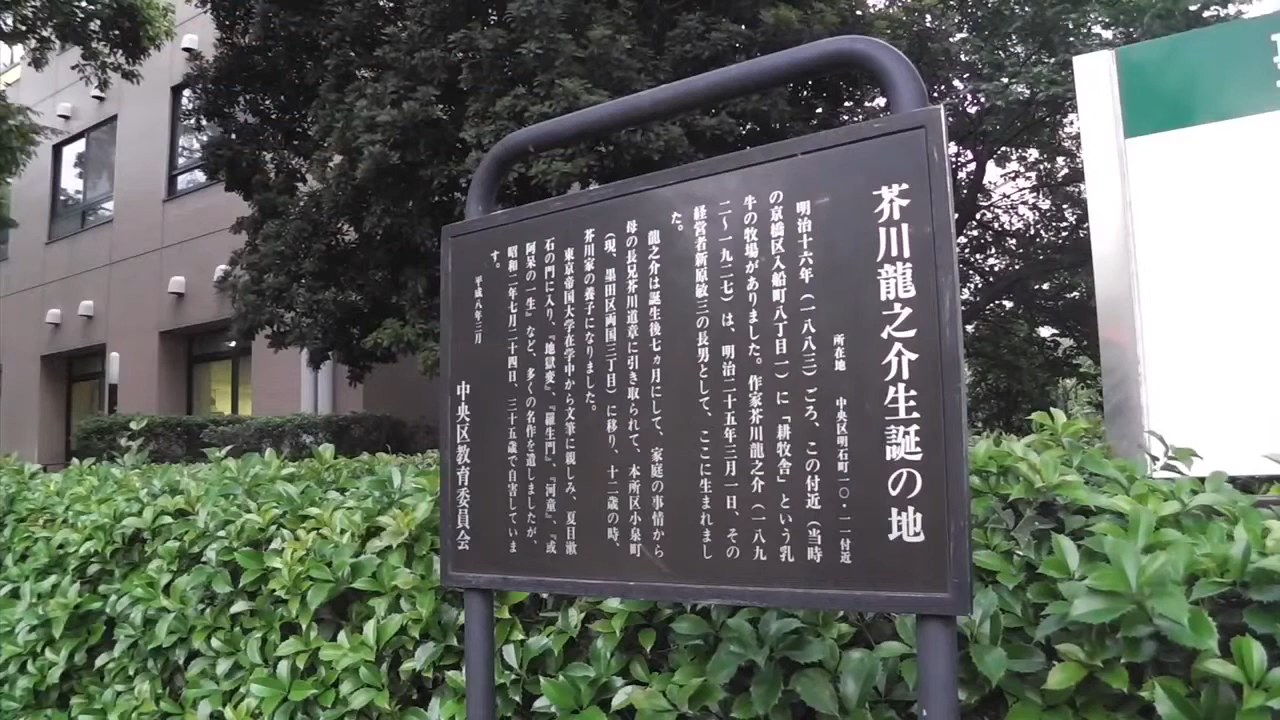 芥川龍之介生誕の地
所在地　中央区明石町一〇・一一付近
明治十六年（一八八三）ごろ、この付近（当時
の京橋区入船町八丁目一）に「耕牧舎」という乳
牛の牧場がありました。作家芥川龍之介（一八九
二～一九二七）は、明治二十五年三月一日、その
経営者新原敏三の長男として、ここに生まれまし
た。
龍之介は誕生後七ヵ月にして、家庭の事情から
母の長兄芥川道章に引き取られて、本所区小泉町
（現、墨田区両国三丁目）に移り、十二歳の時、
芥川家の養子になりました。
東京帝国大学在学中から文筆に親しみ、夏目漱
石の門に入り、『地獄変』、『羅生門』、『河童』、『或
阿呆の一生』など、多くの名作を遺しましたが、
昭和二年七月二十四日、三十五歳で自害していま
す。
平成八年三月
中央区教育委員会